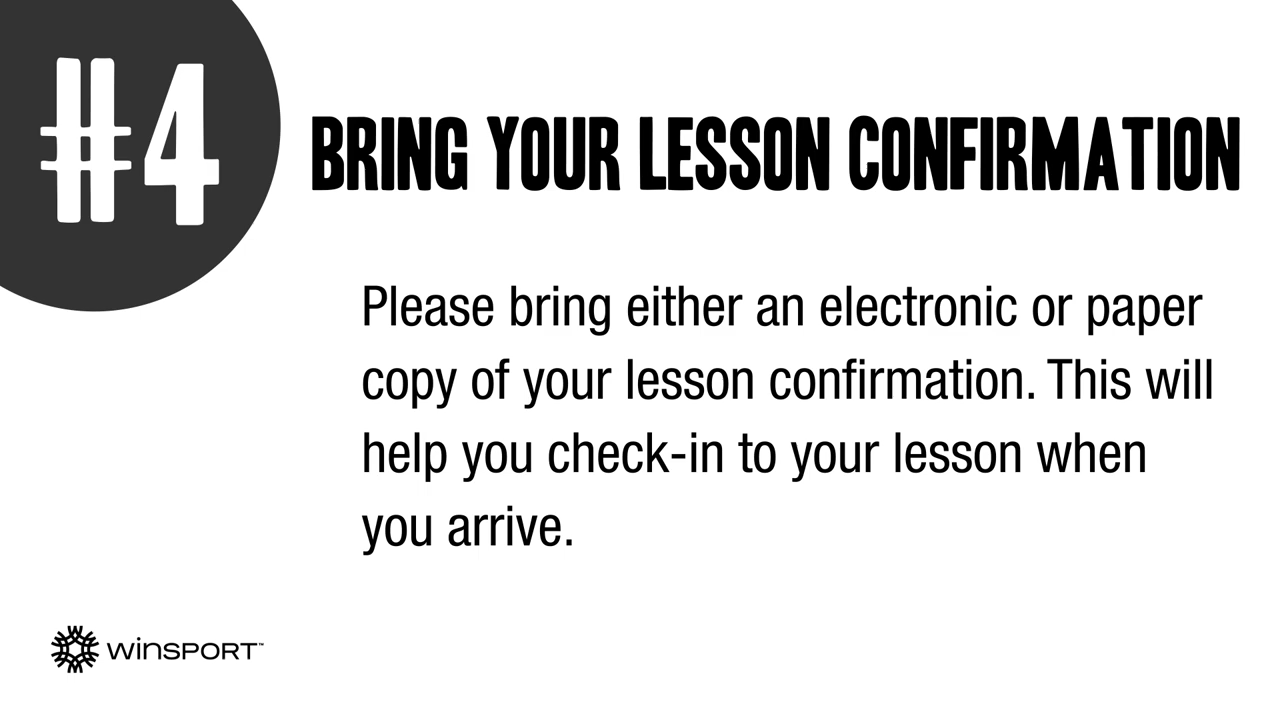 #4
BRING YOUR LESSON CONFIRMATION
Please bring either an electronic or paper
copy of your lesson confirmation. This will
help you check-in to your lesson when
you arrive.
WINSPORT™